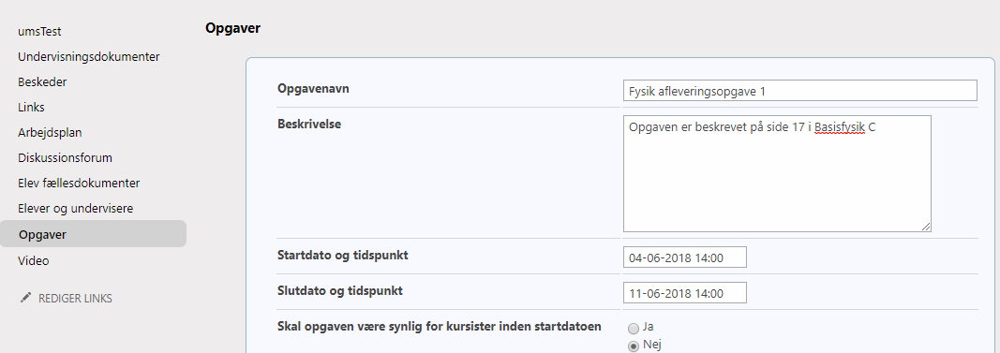 umsTest
Undervisningsdokumenter
Beskeder
Links
Arbejdsplan
Diskussionsforum
Elev fællesdokumenter
Elever og undervisere
Opgaver
Video
REDIGER LINKS
Opgaver
Opgavenavn
Fysik afleveringsopgave 1
Beskrivelse
Opgaven er beskrevet på side 17 i Basisfysik C
Startdato og tidspunkt
04-06-2018 14:00
Slutdato og tidspunkt
11-06-2018 14:00
Skal opgaven være synlig for kursister inden startdatoen
Ja
Nej